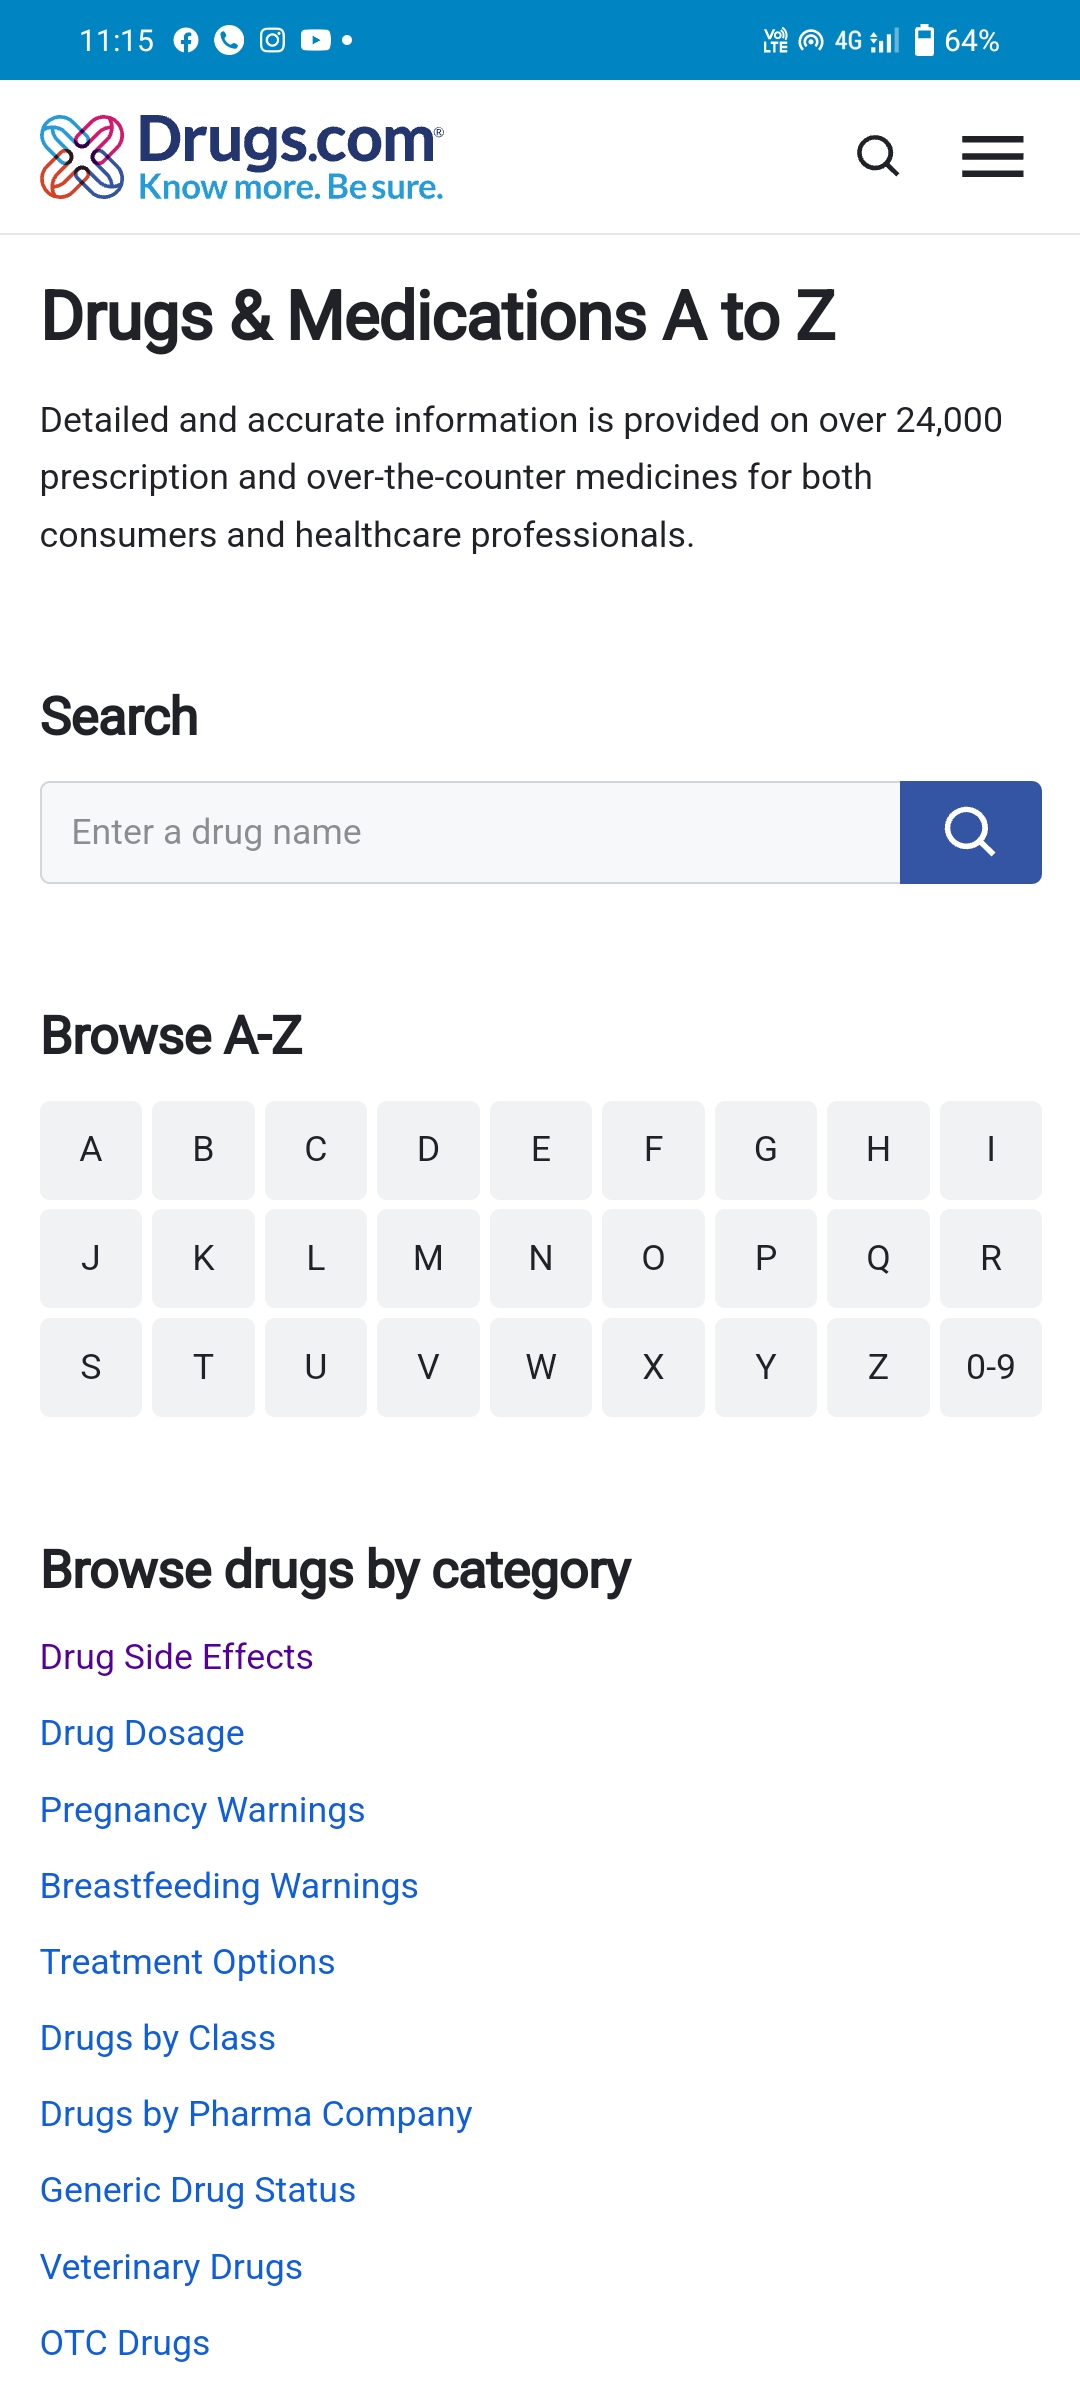 11:15
VoLTE 4G 64%
Drugs.com®
Know more. Be sure.
Drugs & Medications A to Z
Detailed and accurate information is provided on over 24,000
prescription and over-the-counter medicines for both
consumers and healthcare professionals.
Search
Enter a drug name
Browse A-Z
A B C D E F G H I
J K L M N O P Q R
S T U V W X Y Z 0-9
Browse drugs by category
Drug Side Effects
Drug Dosage
Pregnancy Warnings
Breastfeeding Warnings
Treatment Options
Drugs by Class
Drugs by Pharma Company
Generic Drug Status
Veterinary Drugs
OTC Drugs